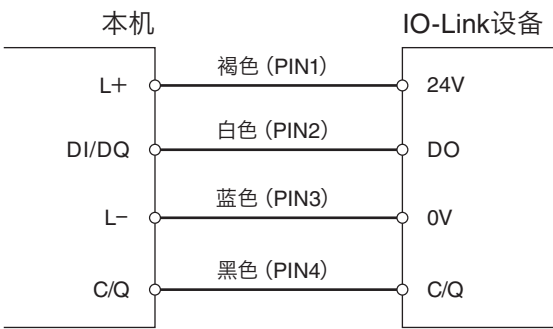 本机 IO-Link设备
L+ 褐色（PIN1） 24V
DI/DQ 白色（PIN2） DO
L− 蓝色（PIN3） 0V
C/Q 黑色（PIN4） C/Q